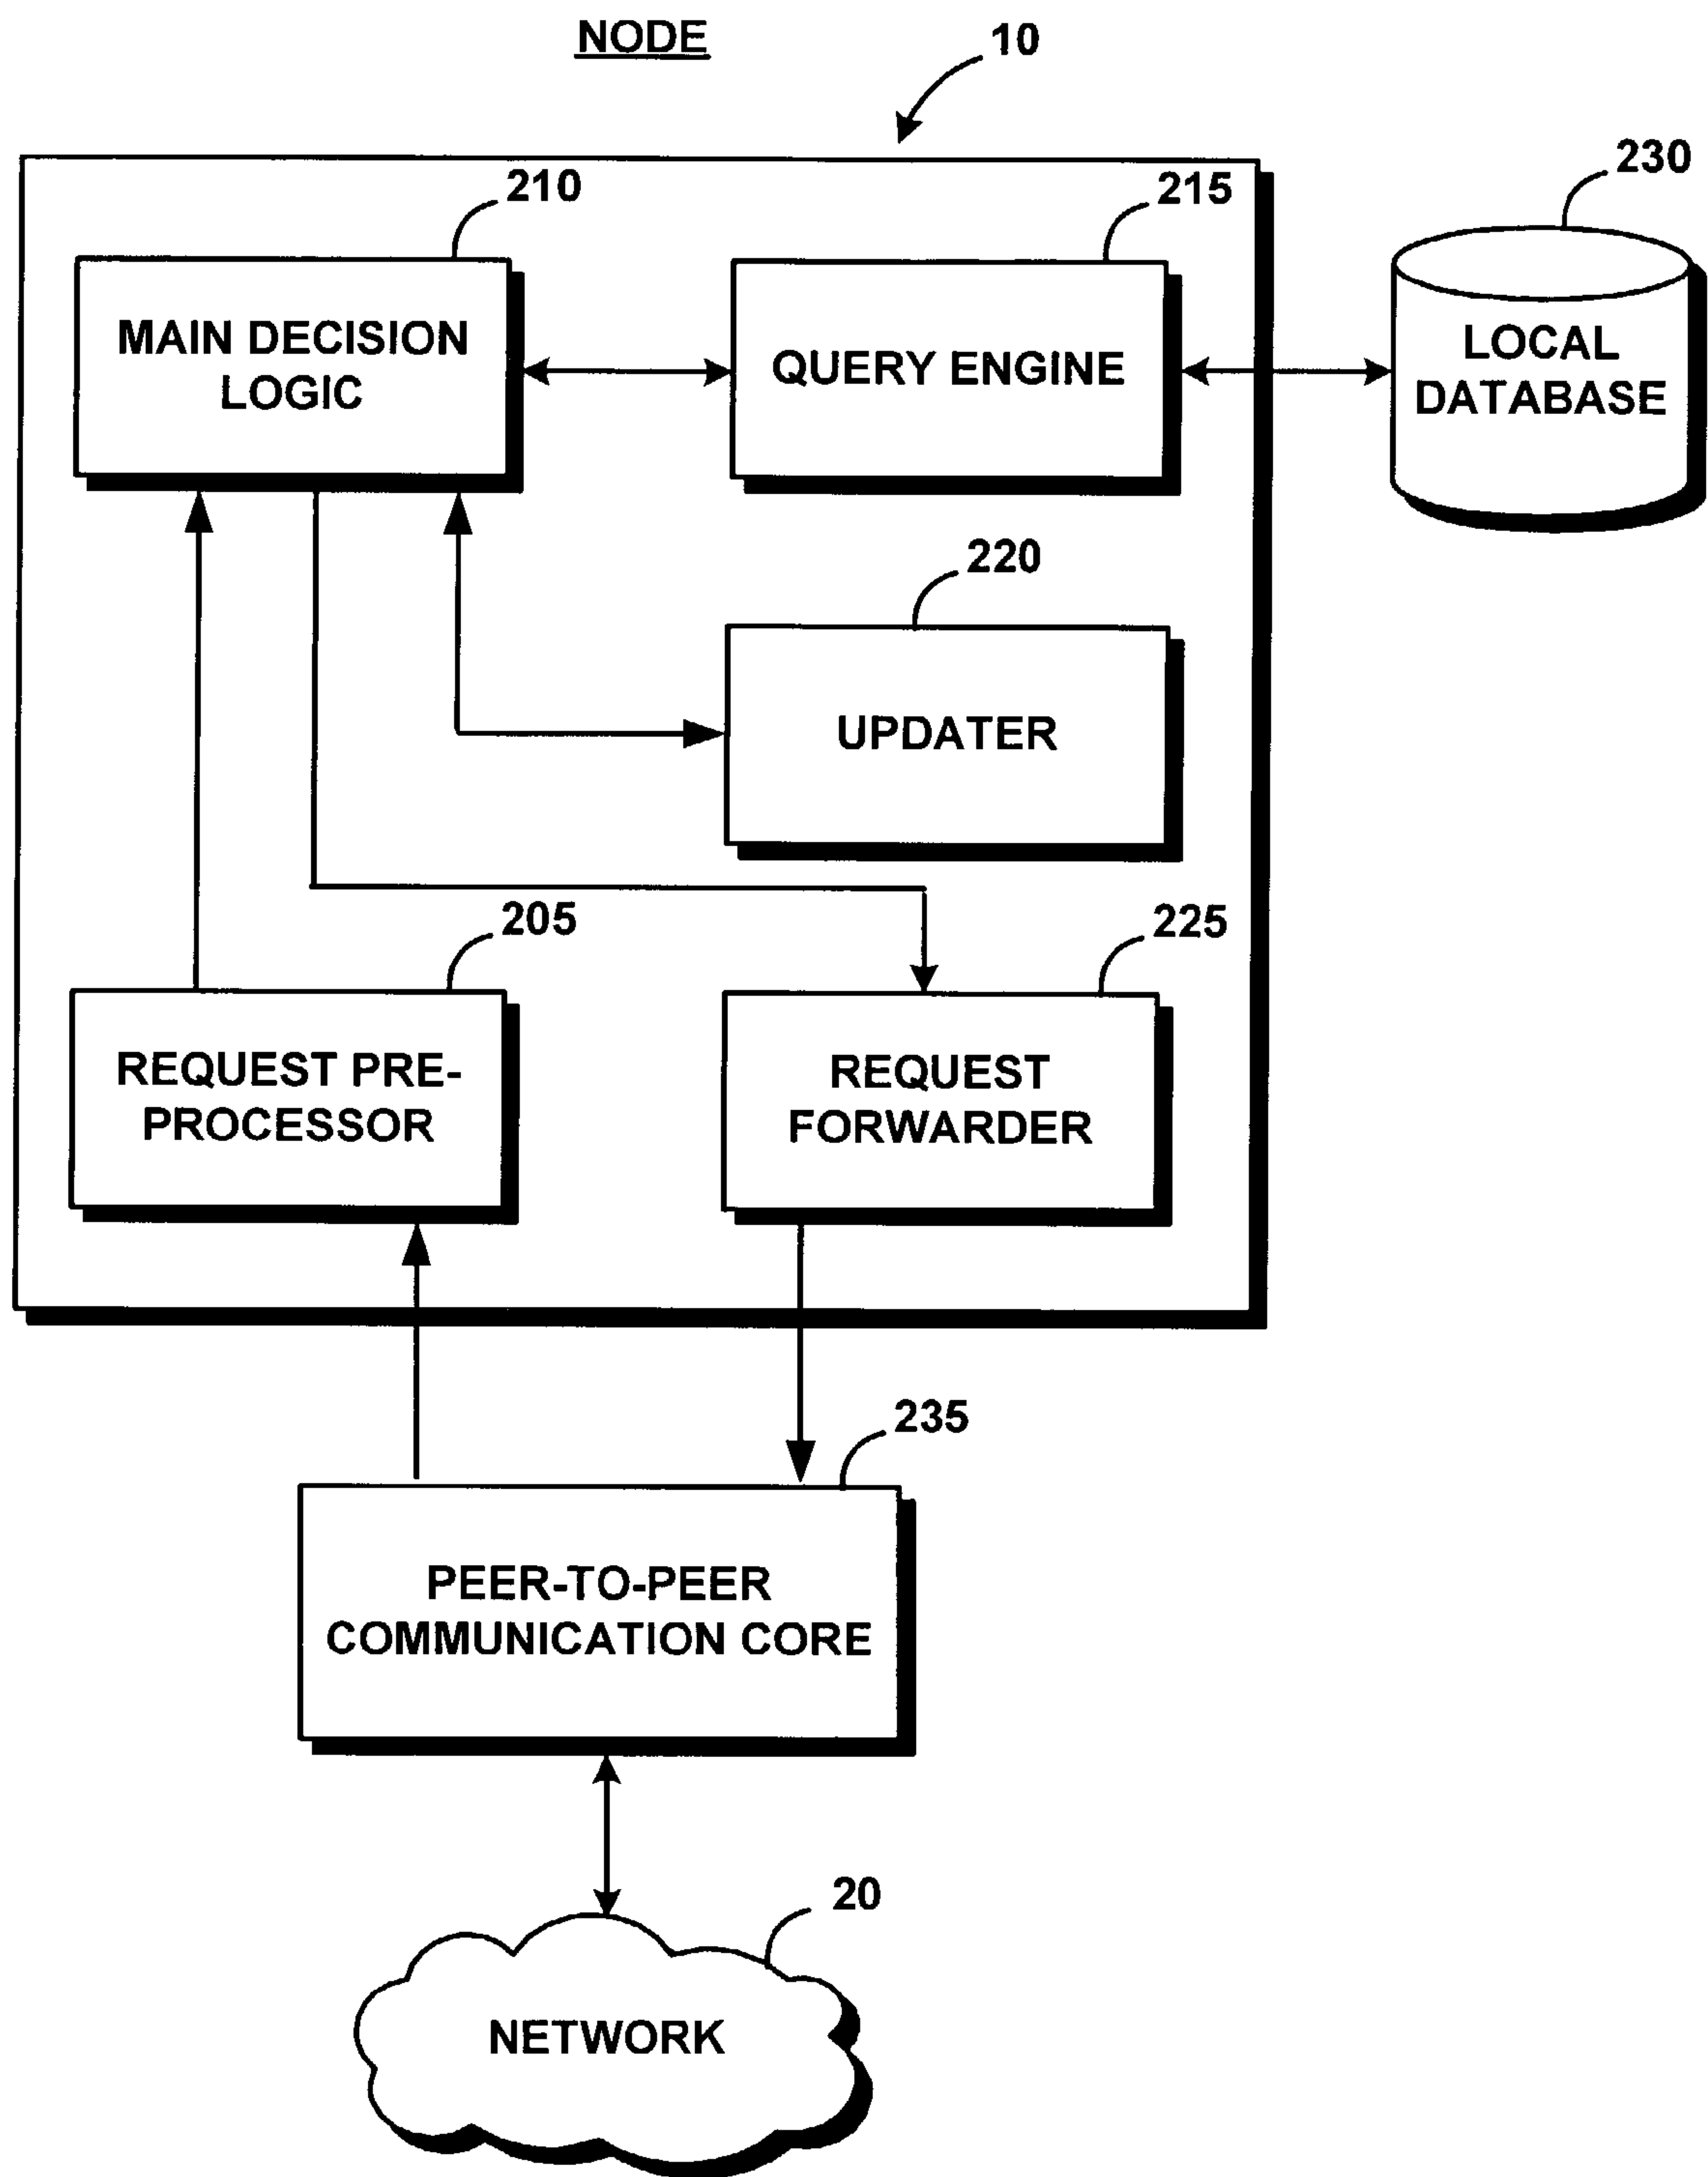 NODE
10
230
210
215
MAIN DECISION
LOGIC
QUERY ENGINE
LOCAL
DATABASE
220
UPDATER
205
225
REQUEST PRE-
PROCESSOR
REQUEST
FORWARDER
235
PEER-TO-PEER
COMMUNICATION CORE
20
NETWORK